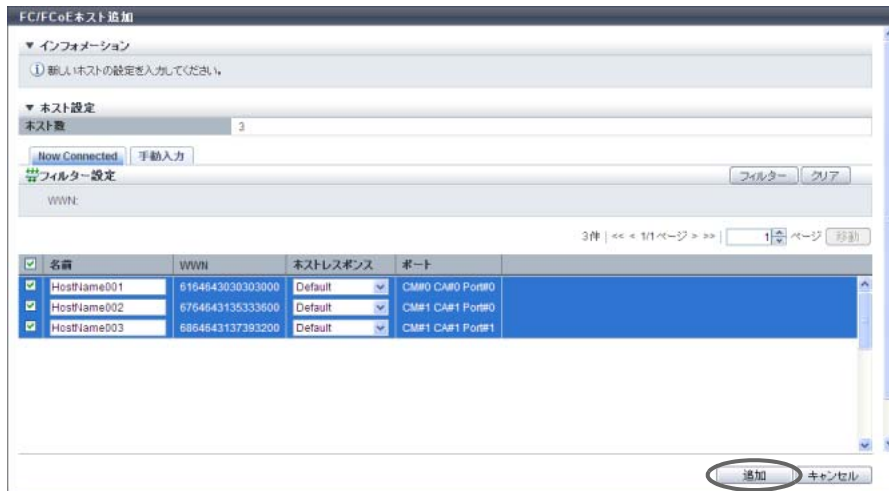 FC/FCoEホスト追加
▼ インフォメーション
新しいホストの設定を入力してください。
▼ ホスト設定
ホスト数 3
Now Connected 手動入力
フィルター設定 フィルター クリア
WWN:
3件 | << < 1/1ページ > >> | 1 ページ 移動
名前 WWN ホストレスポンス ポート
HostName001 6164643030303000 Default CM#0 CA#0 Port#0
HostName002 6764643135333600 Default CM#1 CA#1 Port#0
HostName003 6864643137393200 Default CM#1 CA#1 Port#1
追加 キャンセル